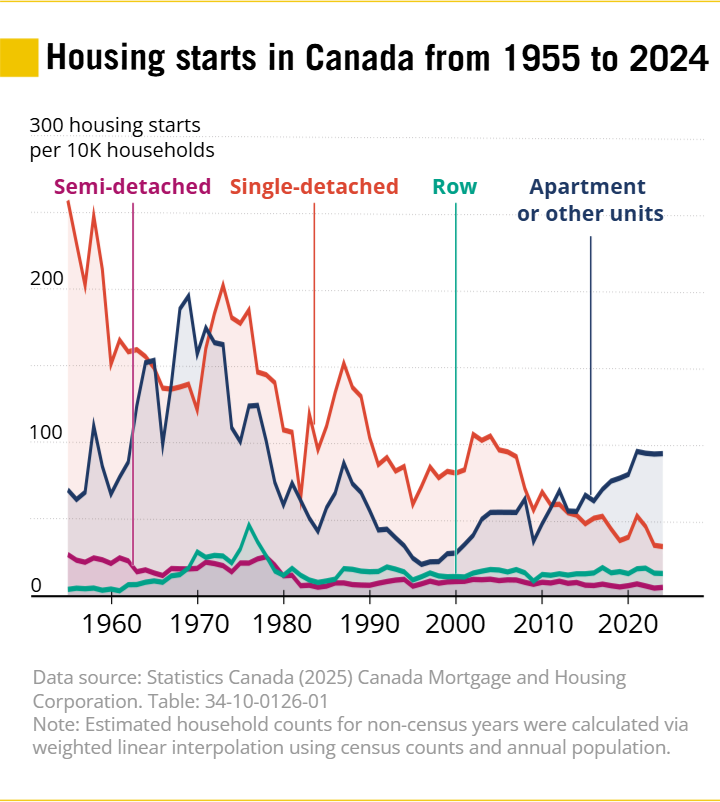 Housing starts in Canada from 1955 to 2024
300 housing starts
per 10K households
Semi-detached
Single-detached
Row
Apartment
or other units
200
100
0
1960 1970 1980 1990 2000 2010 2020
Data source: Statistics Canada (2025) Canada Mortgage and Housing
Corporation. Table: 34-10-0126-01
Note: Estimated household counts for non-census years were calculated via
weighted linear interpolation using census counts and annual population.